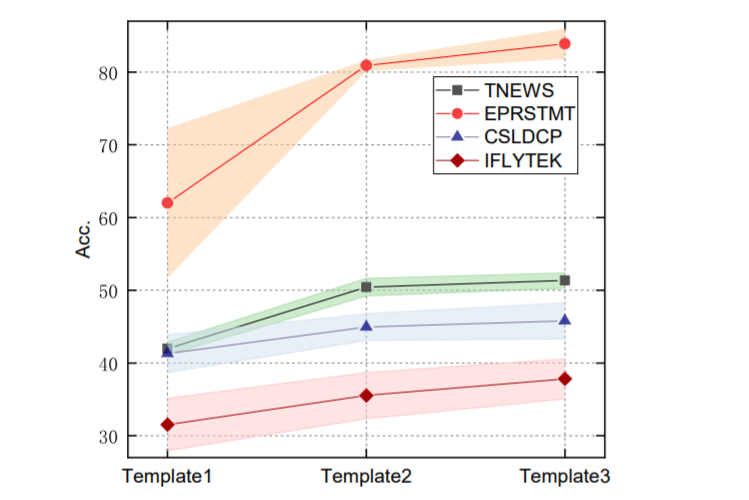 80
70
60
50
40
30
Acc.
TNEWS
EPRSTMT
CSLDCP
IFLYTEK
Template1 Template2 Template3